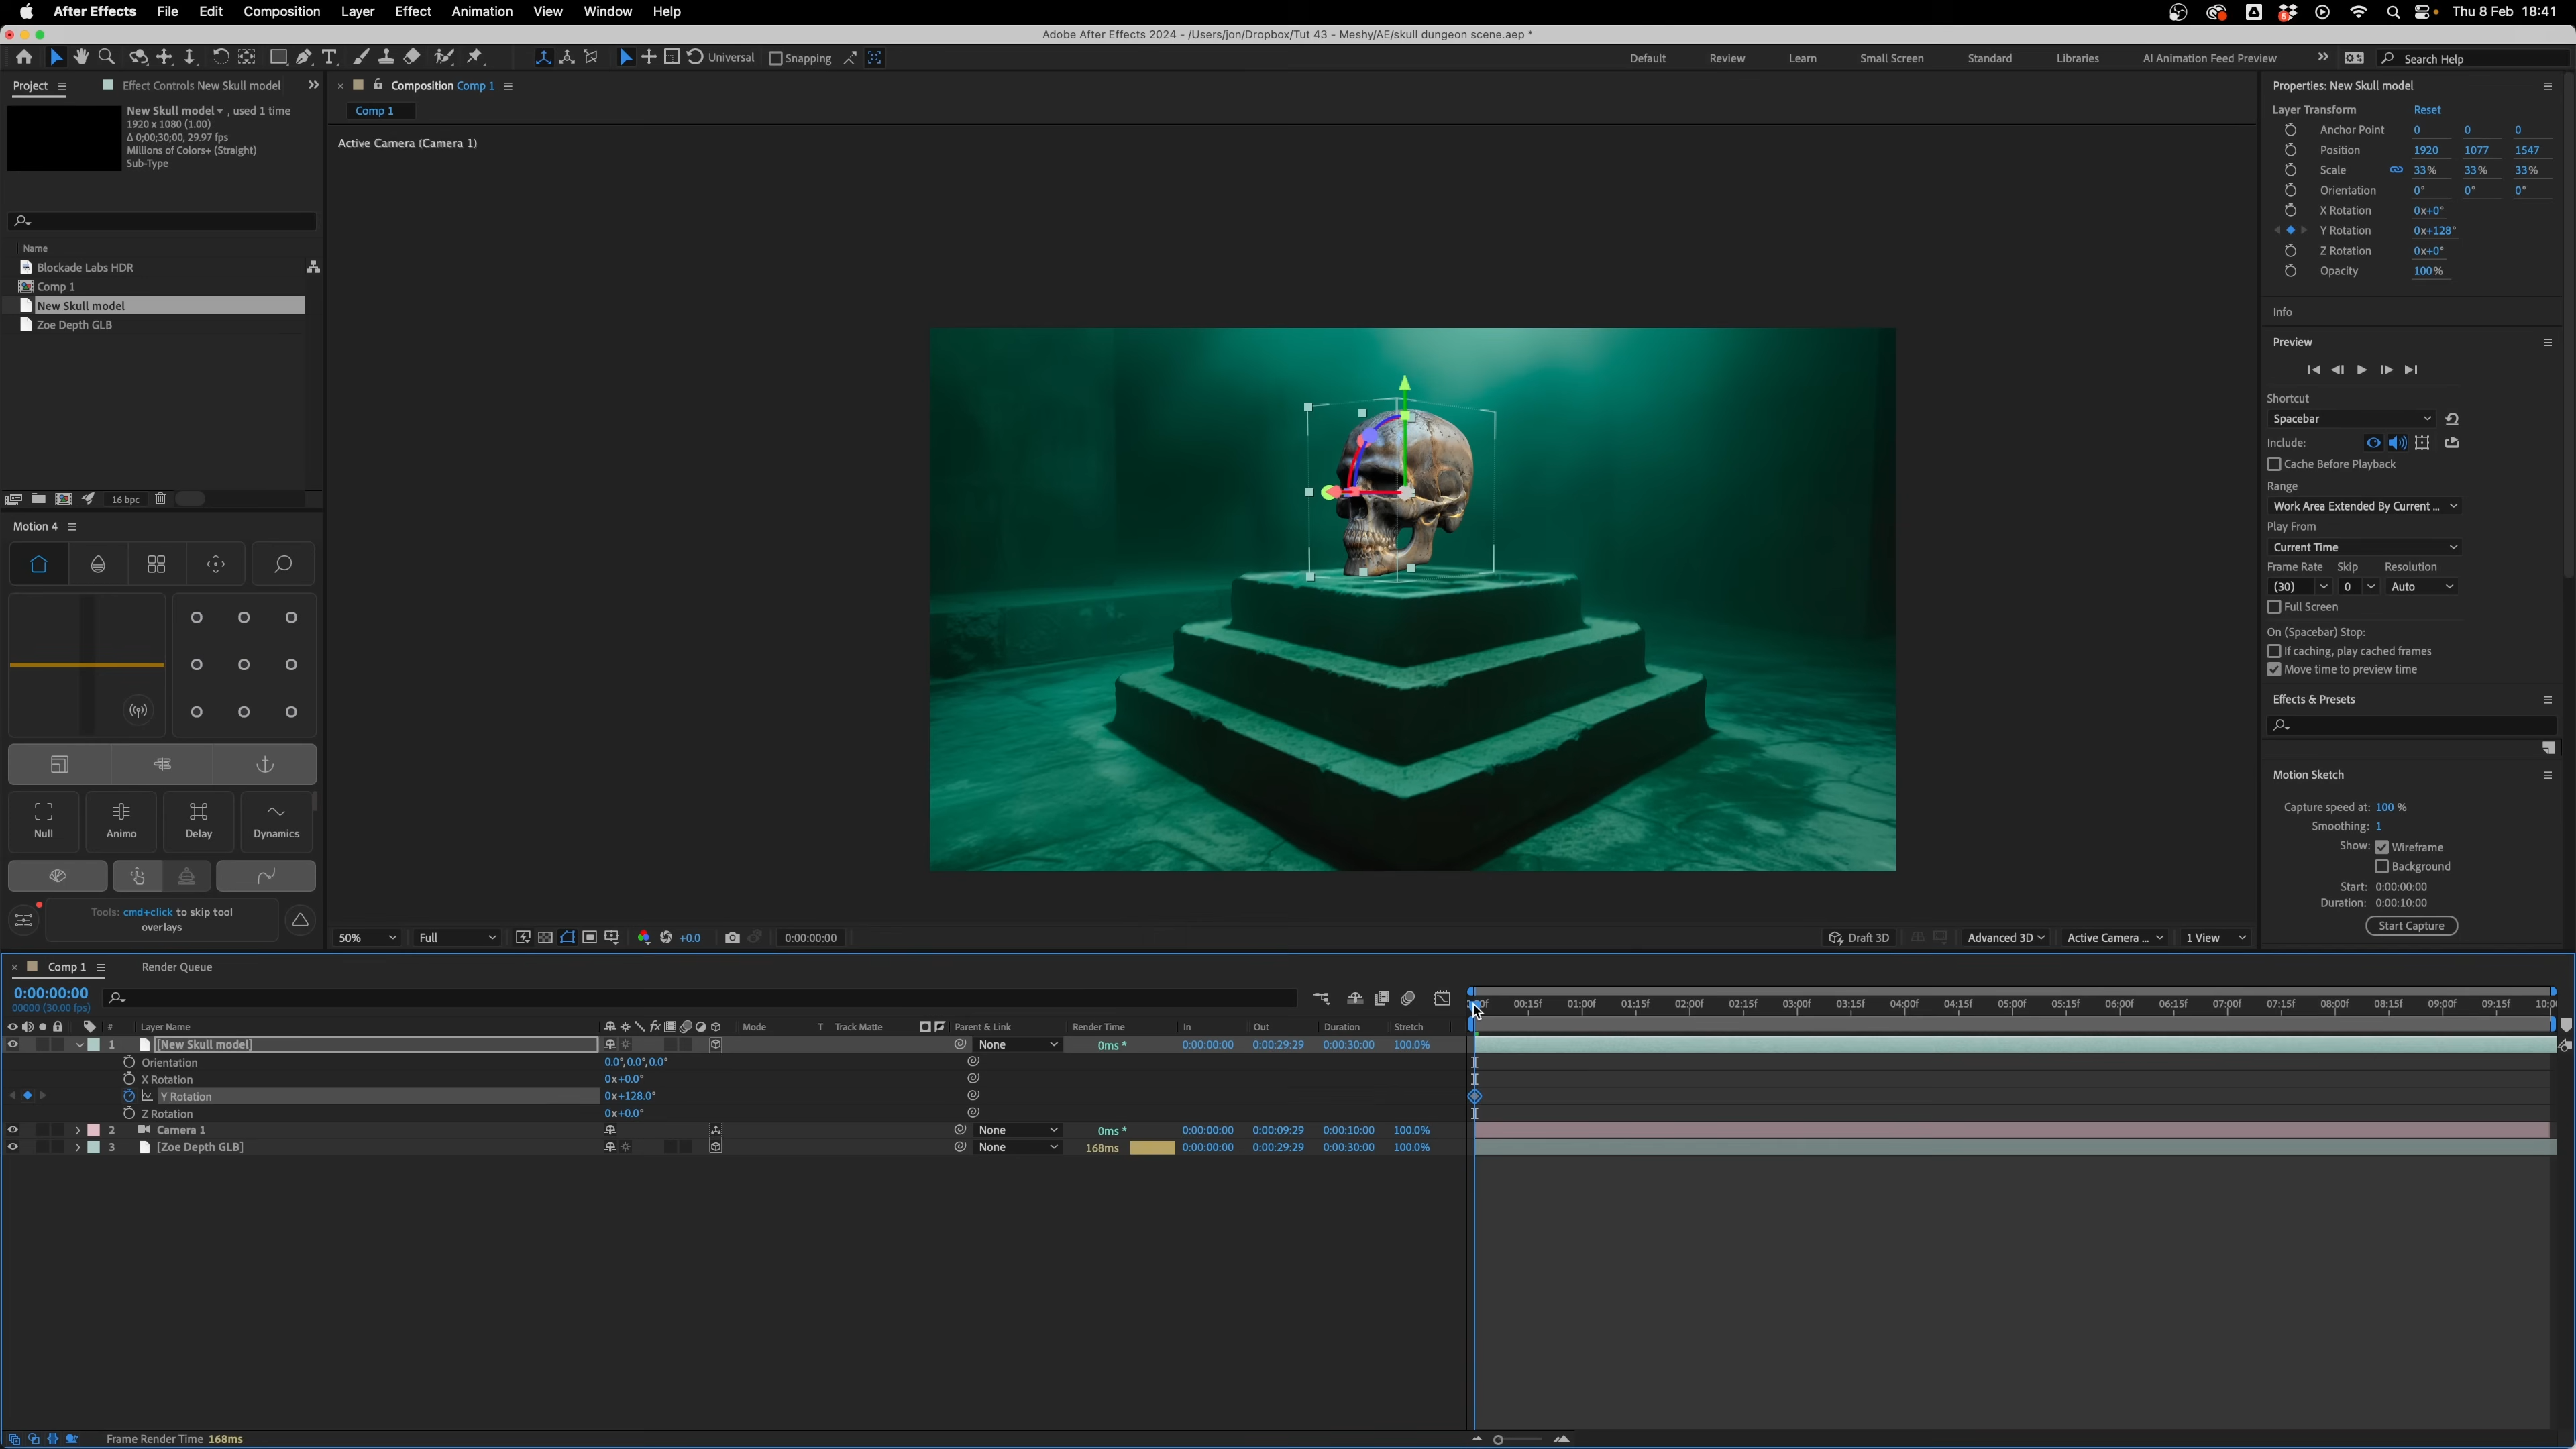 After Effects File Edit Composition Layer Effect Animation View Window Help
Thu 8 Feb 18:41
Adobe After Effects 2024 - /Users/jon/Dropbox/Tut 43 - Meshy/AE/skull dungeon scene.aep *
Universal Snapping
Default Review Learn Small Screen Standard Libraries AI Animation Feed Preview Search Help
Project Effect Controls New Skull model
New Skull model , used 1 time
1920 x 1080 (1.00)
Δ 0;00;30;00, 29.97 fps
Millions of Colors+ (Straight)
Sub-Type
Name
Blockade Labs HDR
Comp 1
New Skull model
Zoe Depth GLB
16 bpc
Motion 4
Null Animo Delay Dynamics
Tools: cmd+click to skip tool
overlays
Composition Comp 1
Comp 1
Active Camera (Camera 1)
50% Full +0.0 0:00:00:00
Draft 3D Advanced 3D Active Camera ... 1 View
Properties: New Skull model
Layer Transform Reset
Anchor Point 0 0 0
Position 1920 1077 1547
Scale 33% 33% 33%
Orientation 0° 0° 0°
X Rotation 0x+0°
Y Rotation 0x+128°
Z Rotation 0x+0°
Opacity 100%
Info
Preview
Shortcut
Spacebar
Include:
Cache Before Playback
Range
Work Area Extended By Current ...
Play From
Current Time
Frame Rate Skip Resolution
(30) 0 Auto
Full Screen
On (Spacebar) Stop:
If caching, play cached frames
Move time to preview time
Effects & Presets
Motion Sketch
Capture speed at: 100 %
Smoothing: 1
Show: Wireframe
Background
Start: 0:00:00:00
Duration: 0:00:10:00
Start Capture
Comp 1 Render Queue
0:00:00:00
00000 (30.00 fps)
00:15f 01:00f 01:15f 02:00f 02:15f 03:00f 03:15f 04:00f 04:15f 05:00f 05:15f 06:00f 06:15f 07:00f 07:15f 08:00f 08:15f 09:00f 09:15f
# Layer Name Mode T Track Matte Parent & Link Render Time In Out Duration Stretch
1 [New Skull model] None 0ms * 0:00:00:00 0:00:29:29 0:00:30:00 100.0%
Orientation 0.0°,0.0°,0.0°
X Rotation 0x+0.0°
Y Rotation 0x+128.0°
Z Rotation 0x+0.0°
2 Camera 1 None 0ms * 0:00:00:00 0:00:09:29 0:00:10:00 100.0%
3 [Zoe Depth GLB] None 168ms 0:00:00:00 0:00:29:29 0:00:30:00 100.0%
Frame Render Time 168ms